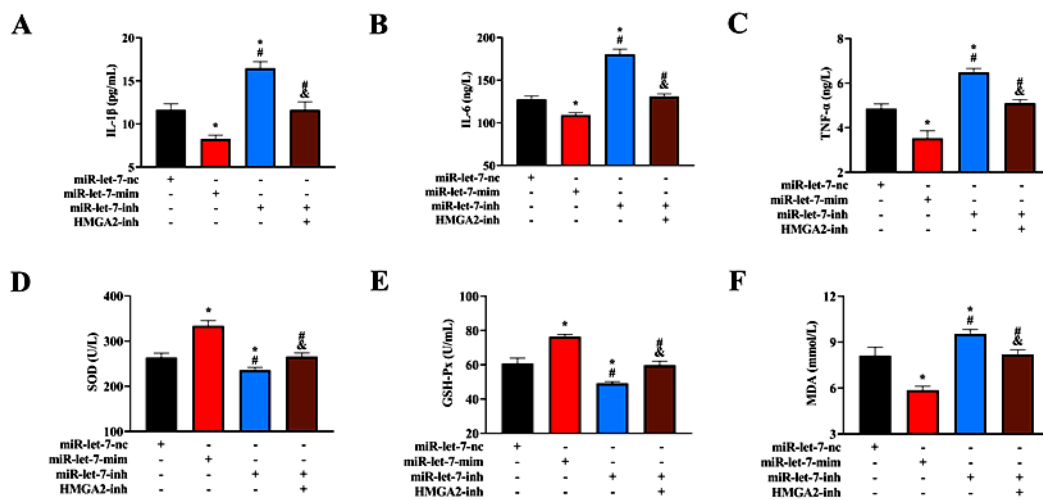 A
IL-1β (pg/mL)
20
15
10
5
*
*
#
#
&
miR-let-7-nc + - - -
miR-let-7-mim - + - -
miR-let-7-inh - - + +
HMGA2-inh - - - +
B
IL-6 (ng/L)
200
150
100
50
*
*
#
#
&
miR-let-7-nc + - - -
miR-let-7-mim - + - -
miR-let-7-inh - - + +
HMGA2-inh - - - +
C
TNF-α (ng/L)
8
6
4
2
*
*
#
#
&
miR-let-7-nc + - - -
miR-let-7-mim - + - -
miR-let-7-inh - - + +
HMGA2-inh - - - +
D
SOD (U/L)
400
300
200
100
*
*
#
#
&
miR-let-7-nc + - - -
miR-let-7-mim - + - -
miR-let-7-inh - - + +
HMGA2-inh - - - +
E
GSH-Px (U/mL)
100
80
60
40
20
*
*
#
#
&
miR-let-7-nc + - - -
miR-let-7-mim - + - -
miR-let-7-inh - - + +
HMGA2-inh - - - +
F
MDA (mmol/L)
12
9
6
3
*
*
#
#
&
miR-let-7-nc + - - -
miR-let-7-mim - + - -
miR-let-7-inh - - + +
HMGA2-inh - - - +